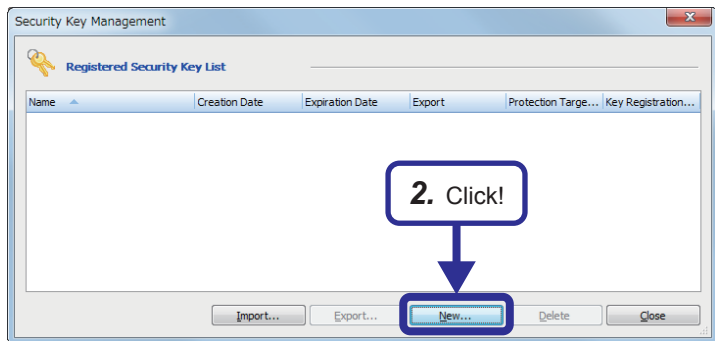 Security Key Management
Registered Security Key List
Name Creation Date Expiration Date Export Protection Targe... Key Registration...
2. Click!
Import... Export... New... Delete Close